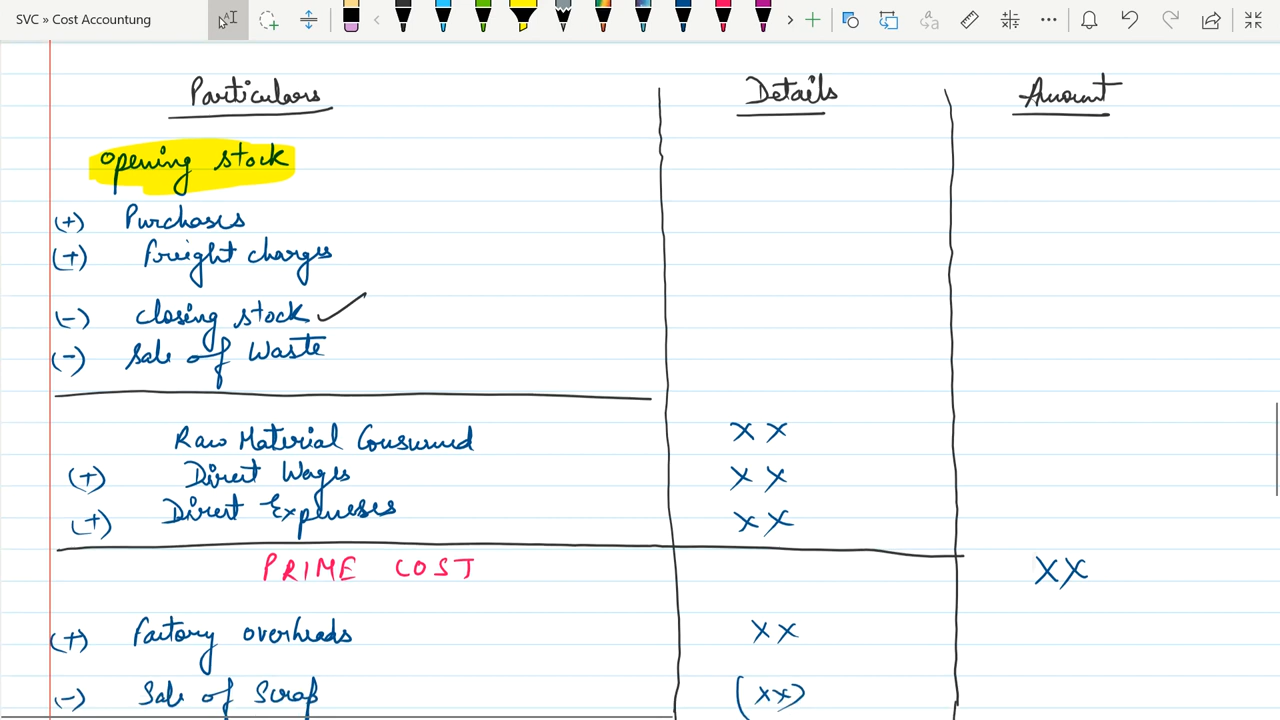 SVC » Cost Accountung
Particulars Details Amount
Opening stock
(+) Purchases
(+) freight charges
(-) closing stock ✓
(-) Sale of Waste
Raw Material Consumed XX
(+) Direct Wages XX
(+) Direct Expenses XX
PRIME COST XX
(+) factory overheads XX
(-) Sale of Scrap (XX)